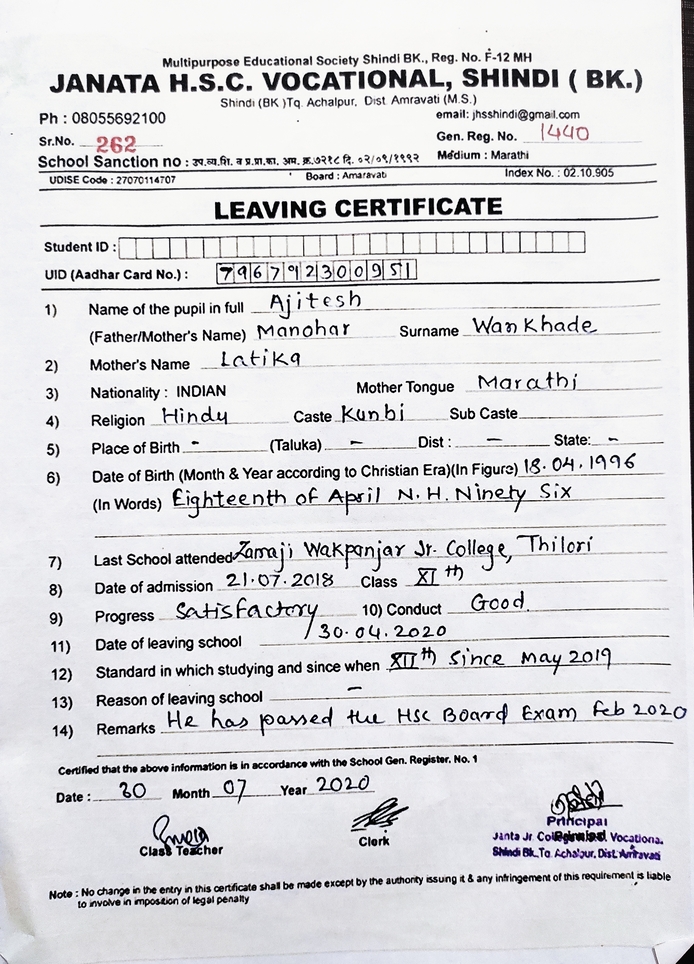 Multipurpose Educational Society Shindi BK., Reg. No. F-12 MH
JANATA H.S.C. VOCATIONAL, SHINDI ( BK.)
Shindi (BK )Tq. Achalpur, Dist. Amravati (M.S.)
Ph : 08055692100 email: jhsshindi@gmail.com
Sr.No. 262 Gen. Reg. No. 1440
School Sanction no : उप.व्य.शि. व प्र.प्रा.का. अम. क्र.७२१८ दि. ०२/०९/१९९२ Medium : Marathi
UDISE Code : 27070114707 Board : Amaravati Index No. : 02.10.905
LEAVING CERTIFICATE
Student ID :
UID (Aadhar Card No.) : 796792300951
1) Name of the pupil in full Ajitesh
(Father/Mother's Name) Manohar Surname Wankhade
2) Mother's Name Latika
3) Nationality : INDIAN Mother Tongue Marathi
4) Religion Hindu Caste Kunbi Sub Caste
5) Place of Birth - (Taluka) - Dist : - State: -
6) Date of Birth (Month & Year according to Christian Era)(In Figure) 18.04.1996
(In Words) Eighteenth of April N.H. Ninety Six
7) Last School attended Zamaji Wakpanjar Jr. College, Thilori
8) Date of admission 21.07.2018 Class XI th
9) Progress Satisfactory 10) Conduct Good
11) Date of leaving school 30.04.2020
12) Standard in which studying and since when XII th Since May 2019
13) Reason of leaving school -
14) Remarks He has passed the HSC Board Exam Feb 2020
Certified that the above information is in accordance with the School Gen. Register. No. 1
Date : 30 Month 07 Year 2020
Class Teacher Clerk Principal
Janta Jr. Vocational
Shindi Bk., Tq. Achalpur, Dist. Amravati
Note : No change in the entry in this certificate shall be made except by the authority issuing it & any infringement of this requirement is liable
to involve in imposition of legal penalty